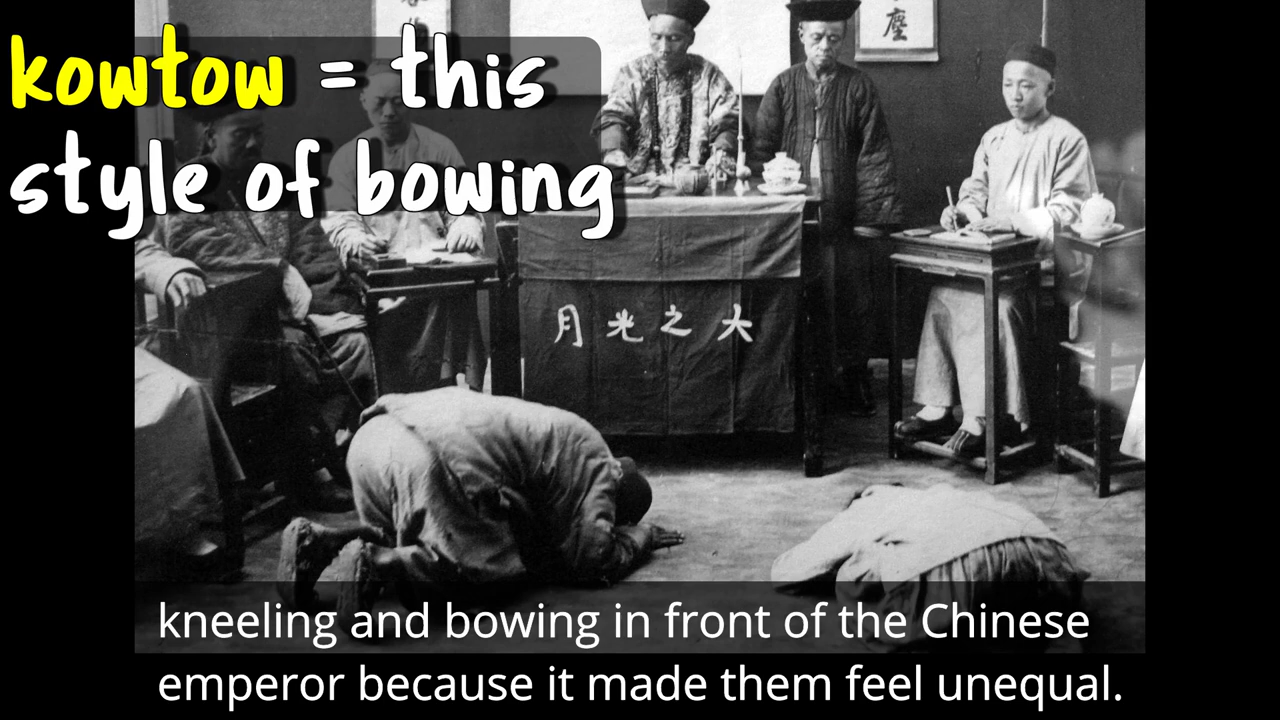 kowtow = this
style of bowing
塵
月光之大
kneeling and bowing in front of the Chinese
emperor because it made them feel unequal.